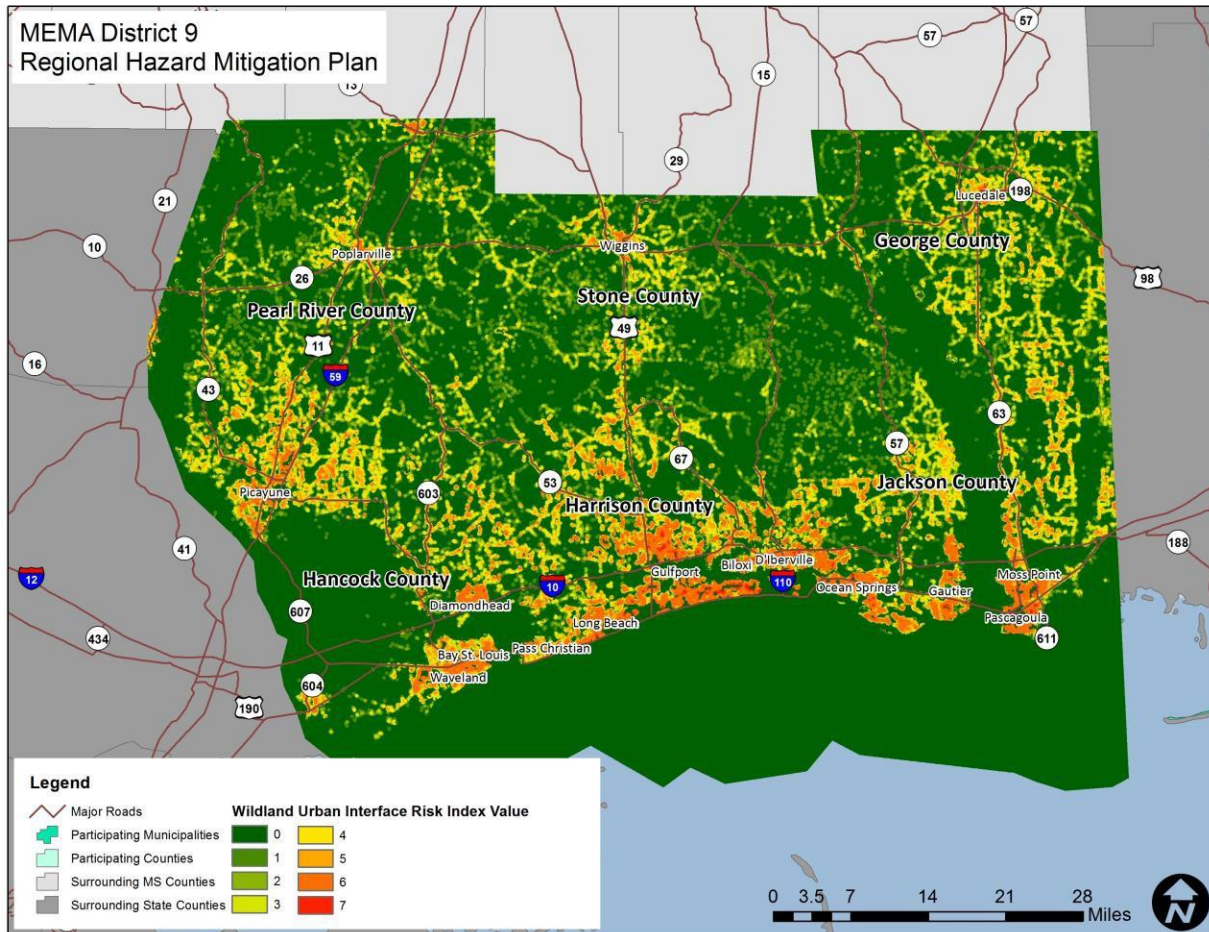 MEMA District 9
Regional Hazard Mitigation Plan
57
57
13
15
29
21
198
Lucedale
10
Wiggins
George County
Poplarville
26
98
Stone County
Pearl River County
49
11
16
59
43
63
57
67
Jackson County
53
603
Picayune
Harrison County
41
188
12
Hancock County
Gulfport
Biloxi
D'Iberville
10
110
Ocean Springs
Gautier
Moss Point
Diamondhead
607
Long Beach
Pascagoula
434
611
Pass Christian
Bay St. Louis
Waveland
604
190
Legend
Major Roads
Participating Municipalities
Participating Counties
Surrounding MS Counties
Surrounding State Counties
Wildland Urban Interface Risk Index Value
0
1
2
3
4
5
6
7
0 3.5 7 14 21 28
Miles
N